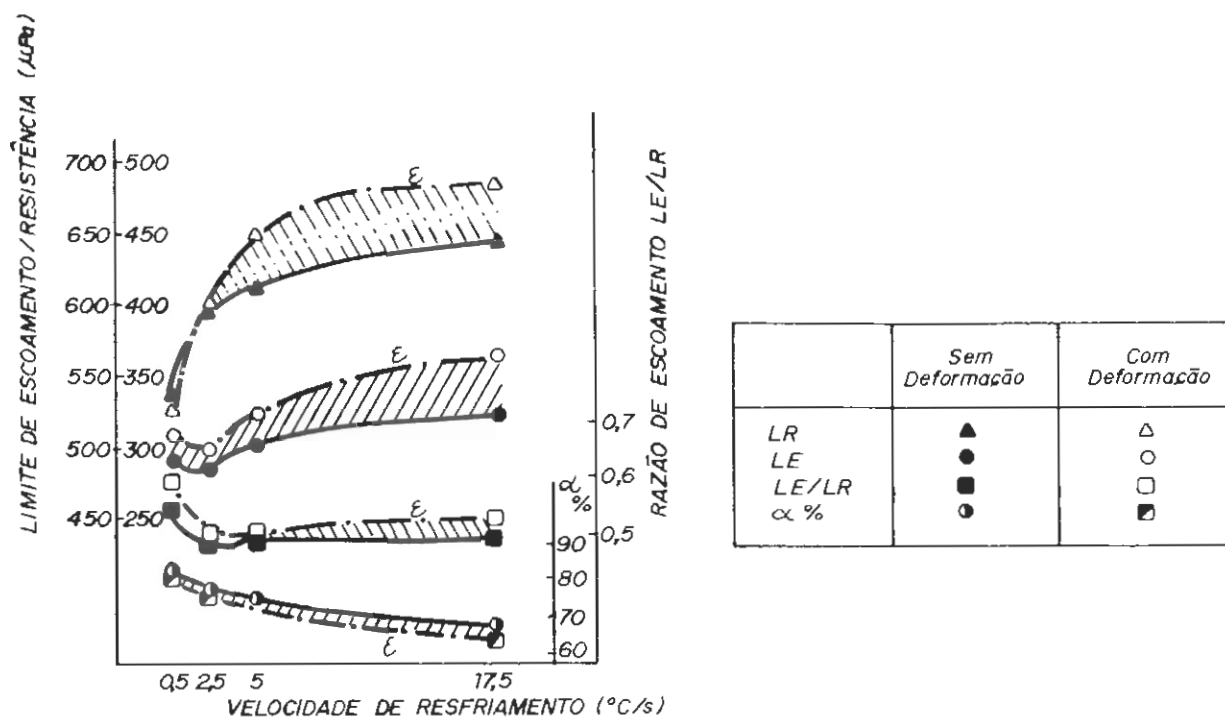 LIMITE DE ESCOAMENTO/RESISTÊNCIA (μPa)
700 500
650 450
600 400
550 350
500 300
450 250
ε
ε
ε
ε
0,7
0,6
0,5
α
%
90
80
70
60
RAZÃO DE ESCOAMENTO LE/LR
0,5 2,5 5 17,5
VELOCIDADE DE RESFRIAMENTO (°C/s)
Sem Deformação Com Deformação
LR
LE
LE/LR
α %